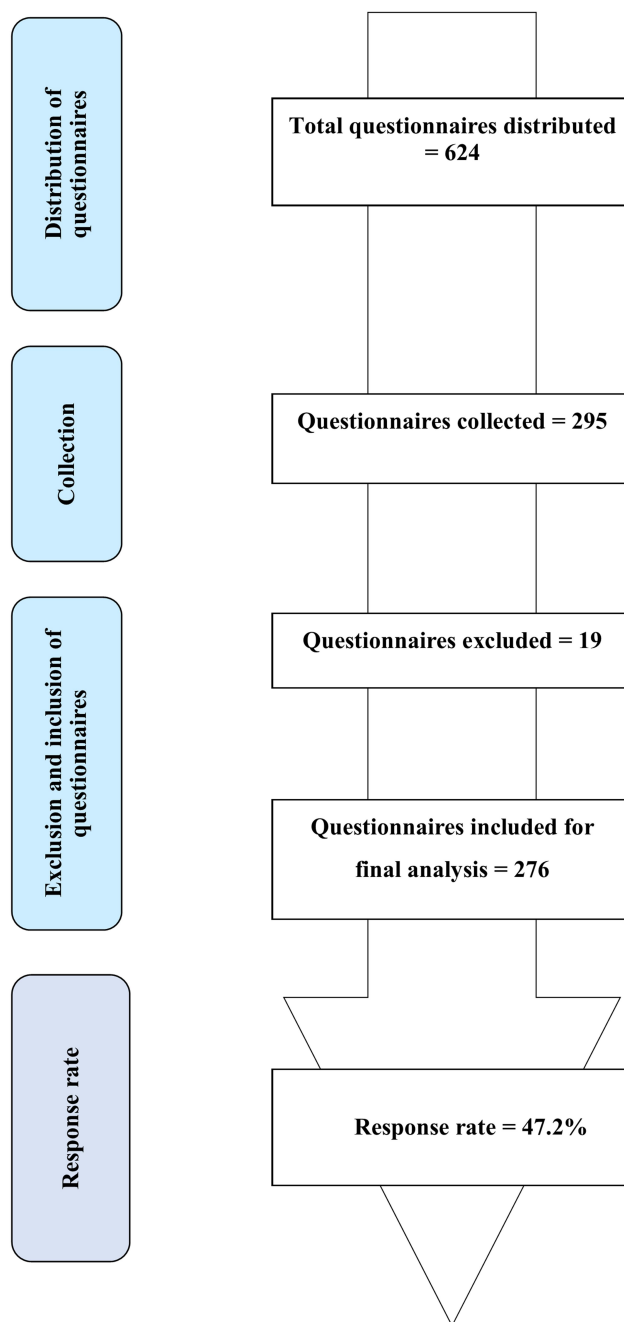 Distribution of
questionnaires
Total questionnaires distributed
= 624
Collection
Questionnaires collected = 295
Exclusion and inclusion of
questionnaires
Questionnaires excluded = 19
Questionnaires included for
final analysis = 276
Response rate
Response rate = 47.2%